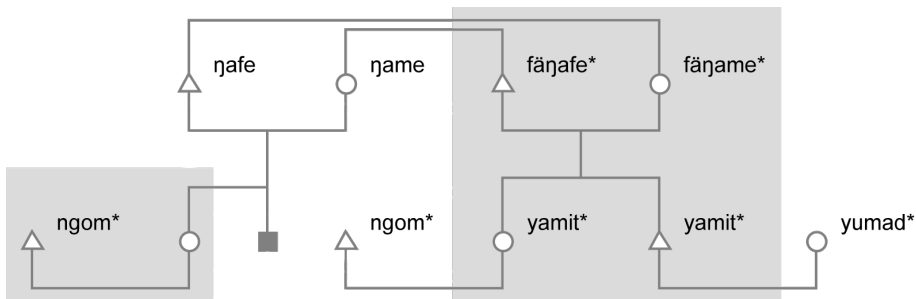 ŋafe ŋame fäŋafe* fäŋame*
ngom* ngom* yamit* yamit* yumad*